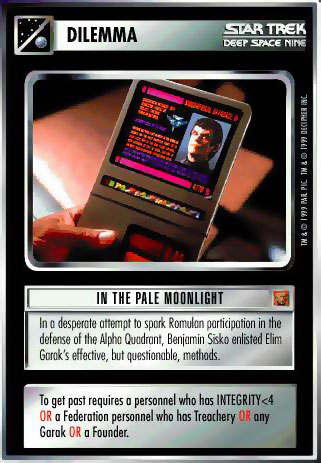 DILEMMA
STAR TREK
DEEP SPACE NINE
TM & © 1999 PAR. PIC. TM & © 1999 DECIPHER INC.
IN THE PALE MOONLIGHT
In a desperate attempt to spark Romulan participation in the
defense of the Alpha Quadrant, Benjamin Sisko enlisted Elim
Garak's effective, but questionable, methods.
To get past requires a personnel who has INTEGRITY<4
OR a Federation personnel who has Treachery OR any
Garak OR a Founder.